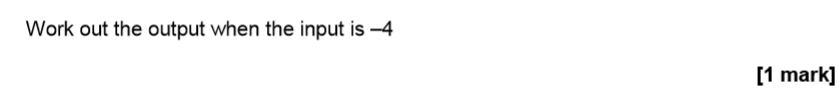 Work out the output when the input is –4
[1 mark]